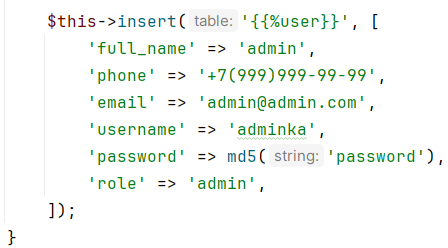 $this->insert( table: '{{%user}}', [
'full_name' => 'admin',
'phone' => '+7(999)999-99-99',
'email' => 'admin@admin.com',
'username' => 'adminka',
'password' => md5( string: 'password'),
'role' => 'admin',
]);
}